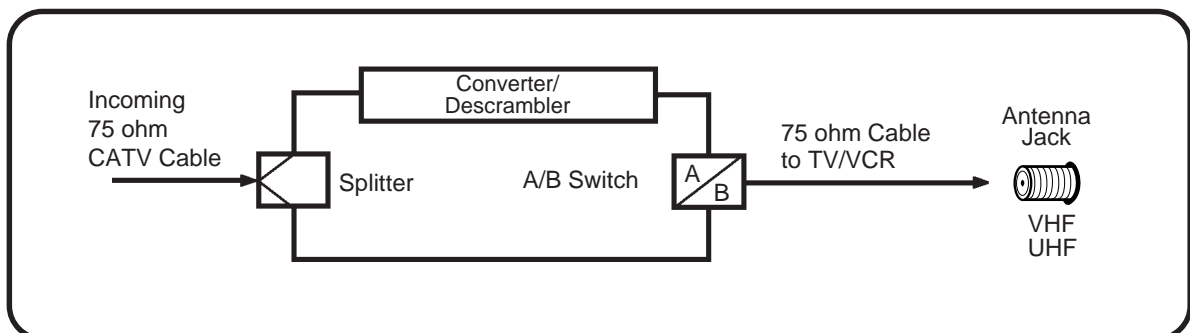 Converter/
Descrambler
Incoming
75 ohm
CATV Cable
Splitter
A/B Switch
A
B
75 ohm Cable
to TV/VCR
Antenna
Jack
VHF
UHF